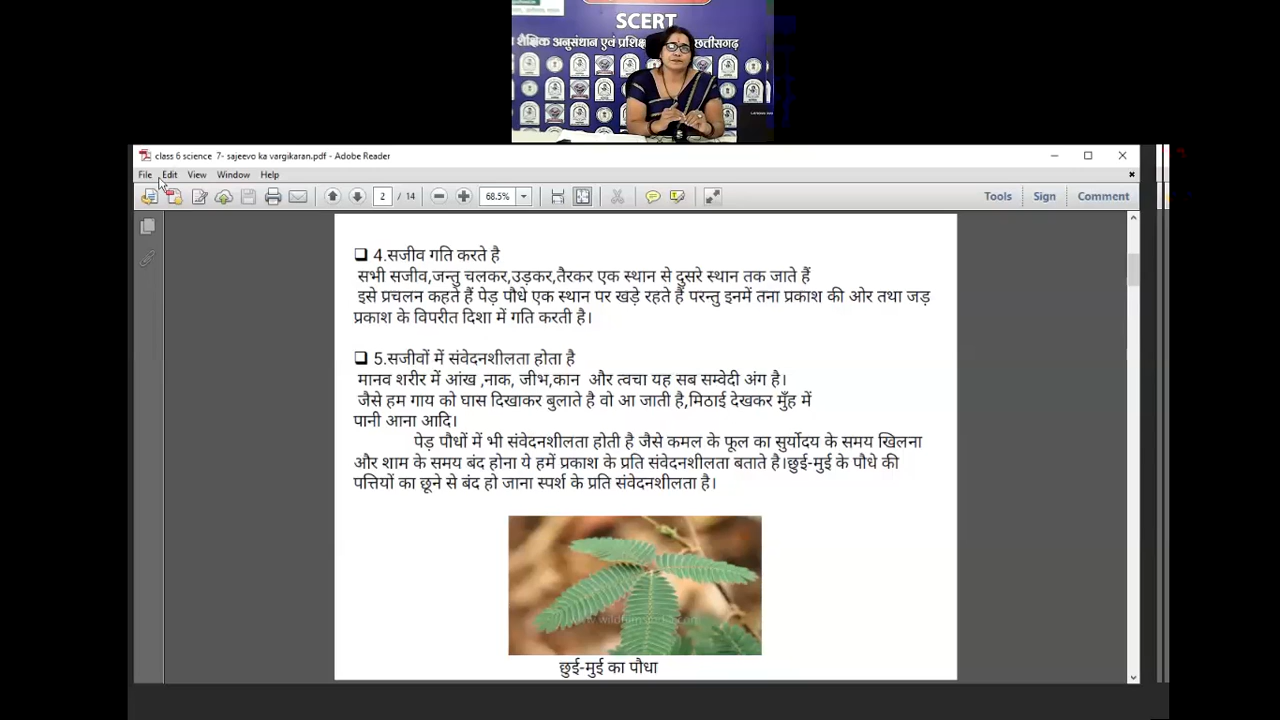 SCERT
शैक्षिक अनुसंधान एवं प्रशिक्षण छत्तीसगढ़
class 6 science 7- sajeevo ka vargikaran.pdf - Adobe Reader
File Edit View Window Help
2 / 14 68.5% Tools Sign Comment
4.सजीव गति करते है
सभी सजीव,जन्तु चलकर,उड़कर,तैरकर एक स्थान से दुसरे स्थान तक जाते हैं
इसे प्रचलन कहते हैं पेड़ पौधे एक स्थान पर खड़े रहते हैं परन्तु इनमें तना प्रकाश की ओर तथा जड़
प्रकाश के विपरीत दिशा में गति करती है।
5.सजीवों में संवेदनशीलता होता है
मानव शरीर में आंख ,नाक, जीभ,कान और त्वचा यह सब सम्वेदी अंग है।
जैसे हम गाय को घास दिखाकर बुलाते है वो आ जाती है,मिठाई देखकर मुँह में
पानी आना आदि।
पेड़ पौधों में भी संवेदनशीलता होती है जैसे कमल के फूल का सुर्योदय के समय खिलना
और शाम के समय बंद होना ये हमें प्रकाश के प्रति संवेदनशीलता बताते है।छुई-मुई के पौधे की
पत्तियों का छूने से बंद हो जाना स्पर्श के प्रति संवेदनशीलता है।
छुई-मुई का पौधा